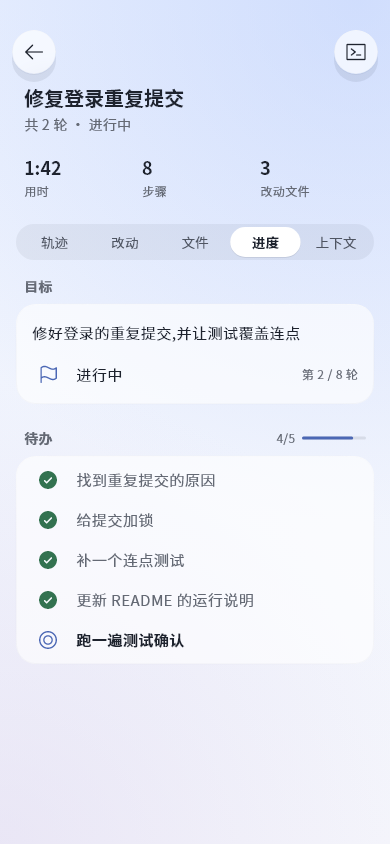 修复登录重复提交
共 2 轮 · 进行中
1:42 8 3
用时 步骤 改动文件
轨迹 改动 文件 进度 上下文
目标
修好登录的重复提交,并让测试覆盖连点
进行中 第 2 / 8 轮
待办 4/5
找到重复提交的原因
给提交加锁
补一个连点测试
更新 README 的运行说明
跑一遍测试确认